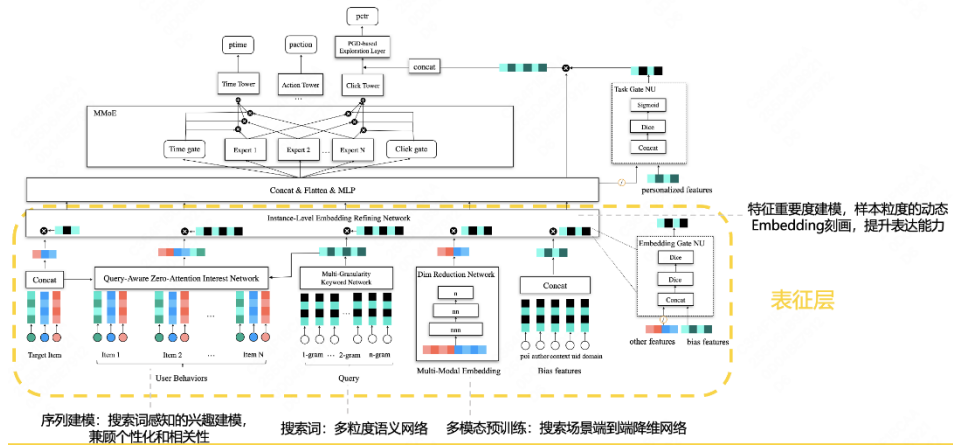 pctr
ptime
paction
PGD-based
Exploration Layer
concat
Time Tower
Action Tower
Click Tower
...
Task Gate NU
Sigmoid
Dice
Concat
MMoE
Time gate
Expert 1
Expert 2
...
Expert N
Click gate
personalized features
Concat & Flatten & MLP
Instance-Level Embedding Refining Network
特征重要度建模，样本粒度的动态
Embedding刻画，提升表达能力
Embedding Gate NU
Dice
Dice
Concat
other features
bias features
表征层
Concat
Query-Aware Zero-Attention Interest Network
Multi-Granularity
Keyword Network
Dim Reduction Network
n
nn
nnn
Concat
...
Target Item
Item 1
Item 2
...
Item N
1-gram
...
2-gram
n-gram
poi author context uid domain
User Behaviors
Query
Multi-Modal Embedding
Bias features
序列建模：搜索词感知的兴趣建模，
兼顾个性化和相关性
搜索词：多粒度语义网络
多模态预训练：搜索场景端到端降维网络